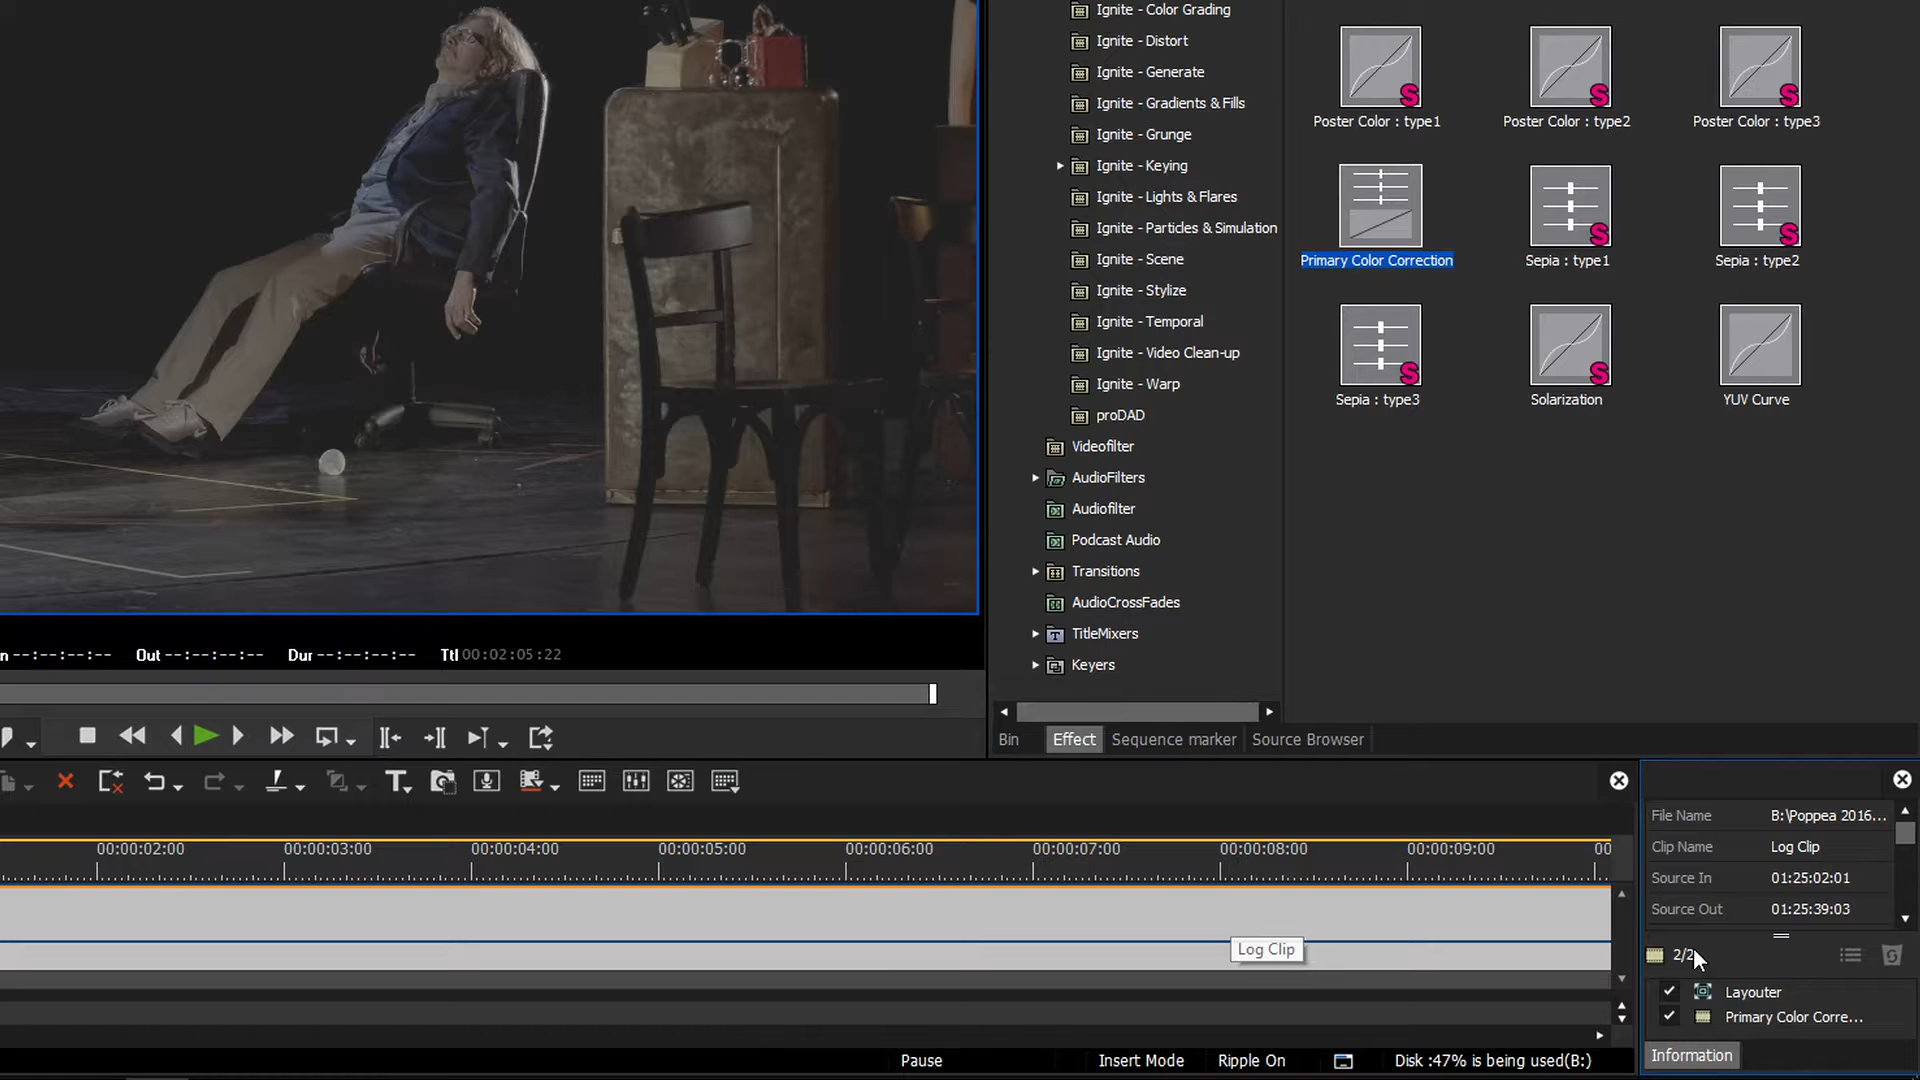 Ignite - Color Grading
Ignite - Distort
Ignite - Generate
Ignite - Gradients & Fills
Ignite - Grunge
Ignite - Keying
Ignite - Lights & Flares
Ignite - Particles & Simulation
Ignite - Scene
Ignite - Stylize
Ignite - Temporal
Ignite - Video Clean-up
Ignite - Warp
proDAD
Videofilter
AudioFilters
Audiofilter
Podcast Audio
Transitions
AudioCrossFades
TitleMixers
Keyers
S S S
Poster Color : type1 Poster Color : type2 Poster Color : type3
S S
Primary Color Correction Sepia : type1 Sepia : type2
S S
Sepia : type3 Solarization YUV Curve
n --:--:--:-- Out --:--:--:-- Dur --:--:--:-- Ttl 00:02:05:22
Bin Effect Sequence marker Source Browser
T
00:00:02:00 00:00:03:00 00:00:04:00 00:00:05:00 00:00:06:00 00:00:07:00 00:00:08:00 00:00:09:00 00
Log Clip
File Name B:\Poppea 2016...
Clip Name Log Clip
Source In 01:25:02:01
Source Out 01:25:39:03
2/2
Layouter
Primary Color Corre...
Information
Pause Insert Mode Ripple On Disk :47% is being used(B:)